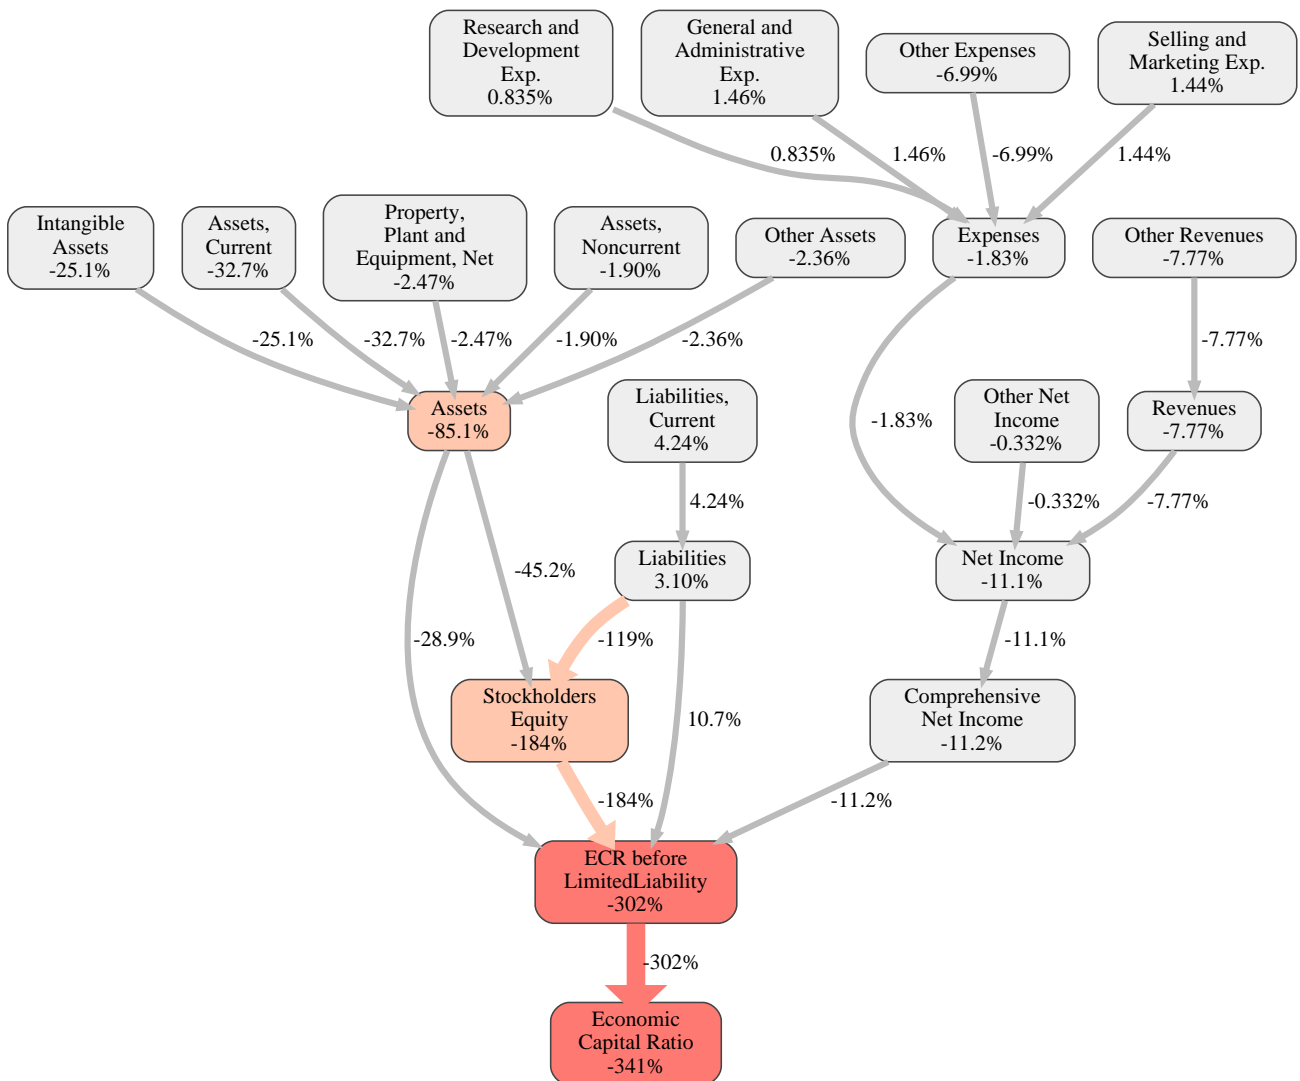 Research and
Development
Exp.
0.835%
General and
Administrative
Exp.
1.46%
Other Expenses
-6.99%
Selling and
Marketing Exp.
1.44%
0.835%
1.46%
-6.99%
1.44%
Intangible
Assets
-25.1%
Assets,
Current
-32.7%
Property,
Plant and
Equipment, Net
-2.47%
Assets,
Noncurrent
-1.90%
Other Assets
-2.36%
Expenses
-1.83%
Other Revenues
-7.77%
-25.1%
-32.7%
-2.47%
-1.90%
-2.36%
-7.77%
Assets
-85.1%
Liabilities,
Current
4.24%
-1.83%
Other Net
Income
-0.332%
Revenues
-7.77%
4.24%
-0.332%
-7.77%
-45.2%
Liabilities
3.10%
Net Income
-11.1%
-28.9%
-119%
-11.1%
Stockholders
Equity
-184%
10.7%
Comprehensive
Net Income
-11.2%
-184%
-11.2%
ECR before
LimitedLiability
-302%
-302%
Economic
Capital Ratio
-341%